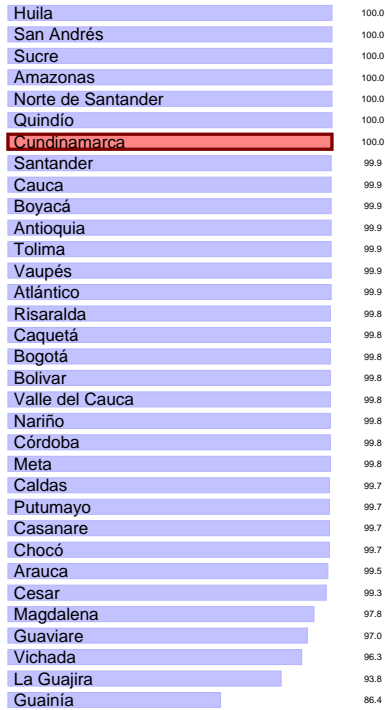 Huila 100.0
San Andrés 100.0
Sucre 100.0
Amazonas 100.0
Norte de Santander 100.0
Quindío 100.0
Cundinamarca 100.0
Santander 99.9
Cauca 99.9
Boyacá 99.9
Antioquia 99.9
Tolima 99.9
Vaupés 99.9
Atlántico 99.9
Risaralda 99.8
Caquetá 99.8
Bogotá 99.8
Bolivar 99.8
Valle del Cauca 99.8
Nariño 99.8
Córdoba 99.8
Meta 99.8
Caldas 99.7
Putumayo 99.7
Casanare 99.7
Chocó 99.7
Arauca 99.5
Cesar 99.3
Magdalena 97.8
Guaviare 97.0
Vichada 96.3
La Guajira 93.8
Guainía 86.4